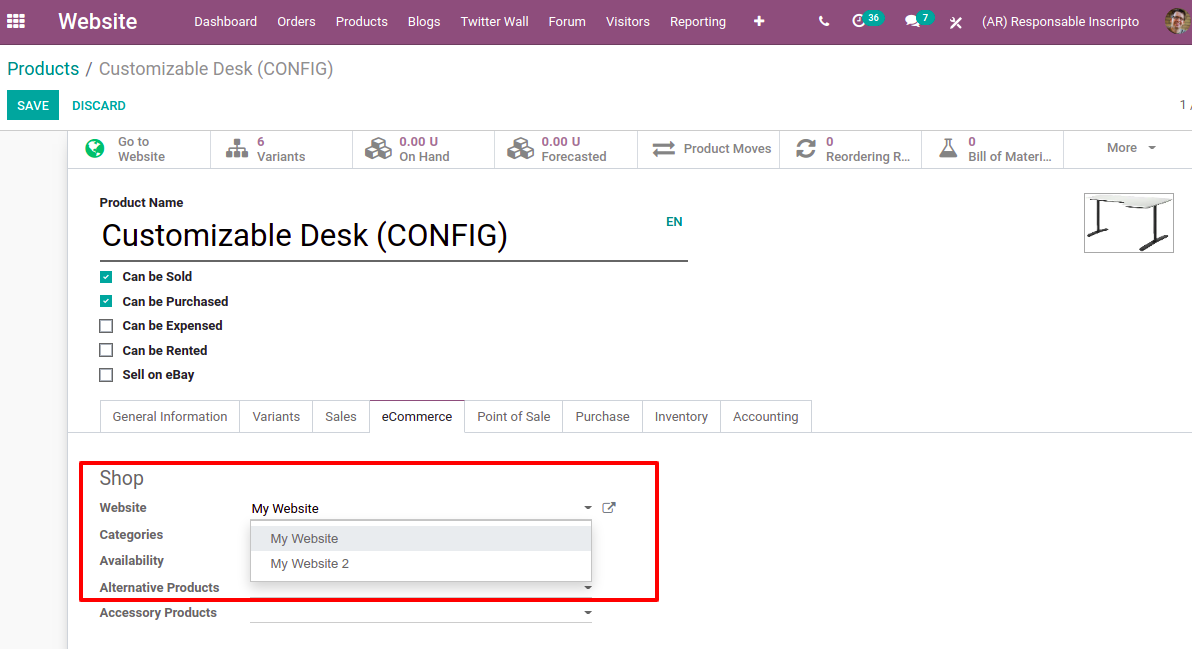 Website Dashboard Orders Products Blogs Twitter Wall Forum Visitors Reporting 36 7 (AR) Responsable Inscripto
Products / Customizable Desk (CONFIG)
SAVE DISCARD 1 /
Go to Website
6 Variants
0.00 U On Hand
0.00 U Forecasted
Product Moves
0 Reordering R...
0 Bill of Materi...
More
Product Name
Customizable Desk (CONFIG) EN
Can be Sold
Can be Purchased
Can be Expensed
Can be Rented
Sell on eBay
General Information Variants Sales eCommerce Point of Sale Purchase Inventory Accounting
Shop
Website My Website
Categories My Website
Availability My Website 2
Alternative Products
Accessory Products